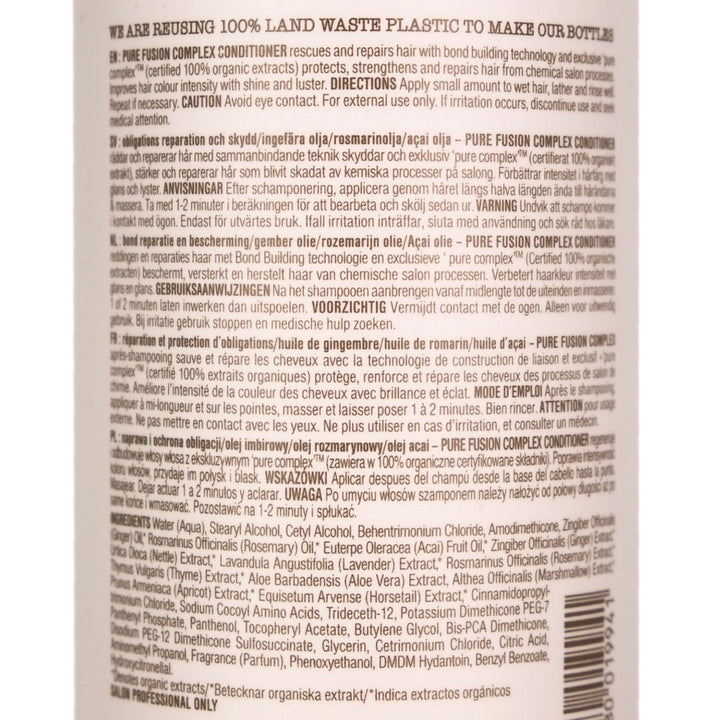 WE ARE REUSING 100% LAND WASTE PLASTIC TO MAKE OUR BOTTLES
EN : PURE FUSION COMPLEX CONDITIONER rescues and repairs hair with bond building technology and exclusive 'pure
complex'™ (certified 100% organic extracts) protects, strengthens and repairs hair from chemical salon processes.
Improves hair colour intensity with shine and luster. DIRECTIONS Apply small amount to wet hair, lather and rinse well.
Repeat if necessary. CAUTION Avoid eye contact. For external use only. If irritation occurs, discontinue use and seek
medical attention.
SV : obligations reparation och skydd/ingefära olja/rosmarinolja/açai olja – PURE FUSION COMPLEX CONDITIONER
räddar och reparerar hår med sammanbindande teknik skyddar och exklusiv 'pure complex'™ (certifierat 100% organiskt
extrakt), stärker och reparerar hår som blivit skadat av kemiska processer på salong. Förbättrar intensitet i hårfärg med
glans och lyster. ANVISNINGAR Efter schamponering, applicera genom håret längs halva längden ända till hårändarna
& massera. Ta med 1-2 minuter i beräkningen för att bearbeta och skölj sedan ur. VARNING Undvik att schampo kommer
i kontakt med ögon. Endast för utvärtes bruk. Ifall irritation inträffar, sluta med användning och sök råd hos läkare.
NL : bond reparatie en bescherming/gember olie/rozemarijn olie/Açai olie – PURE FUSION COMPLEX CONDITIONER
reddingen en reparaties haar met Bond Building technologie en exclusieve ' pure complex'™ (Certified 100% organische
extracten) beschermt, versterkt en herstelt haar van chemische salon processen. Verbetert haarkleur intensiteit met
glans en glans. GEBRUIKSAANWIJZINGEN Na het shampooen aanbrengen vanaf midlengte tot de uiteinden en inmasseren.
1 of 2 minuten laten inwerken dan uitspoelen. VOORZICHTIG Vermijdt contact met de ogen. Alleen voor uitwendig
gebruik. Bij irritatie gebruik stoppen en medische hulp zoeken.
FR : réparation et protection d'obligations/huile de gingembre/huile de romarin/huile d'açai – PURE FUSION COMPLEX
après-shampooing sauve et répare les cheveux avec la technologie de construction de liaison et exclusif «'pure
complex'™ (certifié 100% extraits organiques) protège, renforce et répare les cheveux des processus de salon de
chimie. Améliore l'intensité de la couleur des cheveux avec brillance et éclat. MODE D'EMPLOI Après le shampooing,
appliquer à mi-longueur et sur les pointes, masser et laisser poser 1 à 2 minutes. Bien rincer. ATTENTION pour usage
externe. Ne pas mettre en contact avec les yeux. Ne plus utiliser en cas d'irritation, et consulter un médecin.
PL : naprawa i ochrona obligacji/olej imbirowy/olej rozmarynowy/olej acai – PURE FUSION COMPLEX CONDITIONER regeneruje
odbudowuje włosy włosa z ekskluzywnym 'pure complex'™ (zawiera w 100% organiczne certyfikowane składniki). Poprawia intensywność
koloru włosów, przydaje im połysk i blask. WSKAZÓWKI Aplicar despues del champú desde la base del cabello hasta la puntita.
Massajear. Dejar actuar 1 a 2 minutos y aclarar. UWAGA Po umyciu włosów szamponem należy nałożyć od połowy długości aż po
same końce i wmasować. Pozostawić na 1-2 minuty i spłukać.
INGREDIENTS Water (Aqua), Stearyl Alcohol, Cetyl Alcohol, Behentrimonium Chloride, Amodimethicone, Zingiber Officinalis
(Ginger) Oil,* Rosmarinus Officinalis (Rosemary) Oil,* Euterpe Oleracea (Acai) Fruit Oil,* Zingiber Officinalis (Ginger) Extract,*
Urtica Dioca (Nettle) Extract,* Lavandula Angustifolia (Lavender) Extract,* Rosmarinus Officinalis (Rosemary) Extract,*
Thymus Vulgaris (Thyme) Extract,* Aloe Barbadensis (Aloe Vera) Extract, Althea Officinalis (Marshmallow) Extract,*
Prunus Armeniaca (Apricot) Extract,* Equisetum Arvense (Horsetail) Extract,* Cinnamidopropyl-
trimonium Chloride, Sodium Cocoyl Amino Acids, Trideceth-12, Potassium Dimethicone PEG-7
Panthenyl Phosphate, Panthenol, Tocopheryl Acetate, Butylene Glycol, Bis-PCA Dimethicone,
Disodium PEG-12 Dimethicone Sulfosuccinate, Glycerin, Cetrimonium Chloride, Citric Acid,
Aminomethyl Propanol, Fragrance (Parfum), Phenoxyethanol, DMDM Hydantoin, Benzyl Benzoate,
Hydroxycitronellal.
*Denotes organic extracts/*Betecknar organiska extrakt/*Indica extractos orgánicos
SALON PROFESSIONAL ONLY
40019941